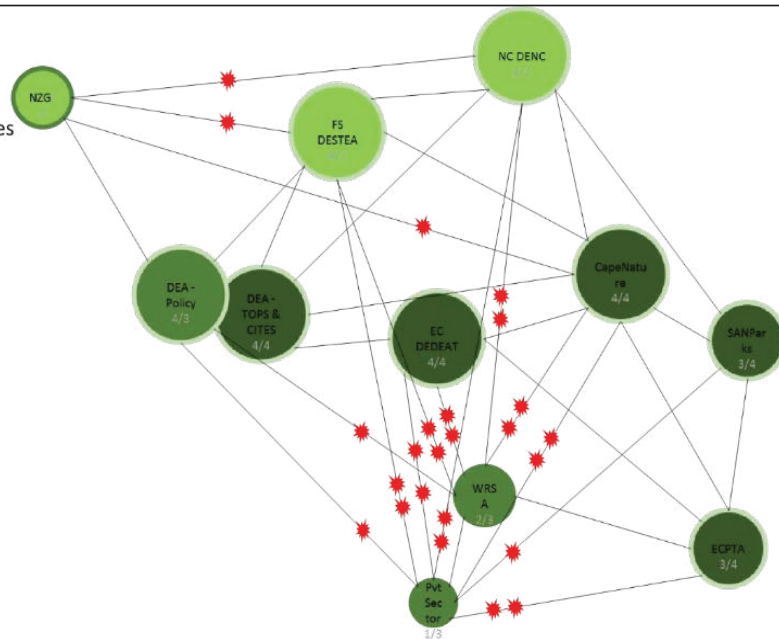 NC DENC
NZG
es
FS
DESTEA
CapeNatu
re
4/4
DEA -
Policy
4/3
DEA -
TOPS &
CITES
4/4
EC
DEDEAT
4/4
SANPar
ks
3/4
WRS
A
2/3
ECPTA
3/4
Pvt
Sec
tor
1/3